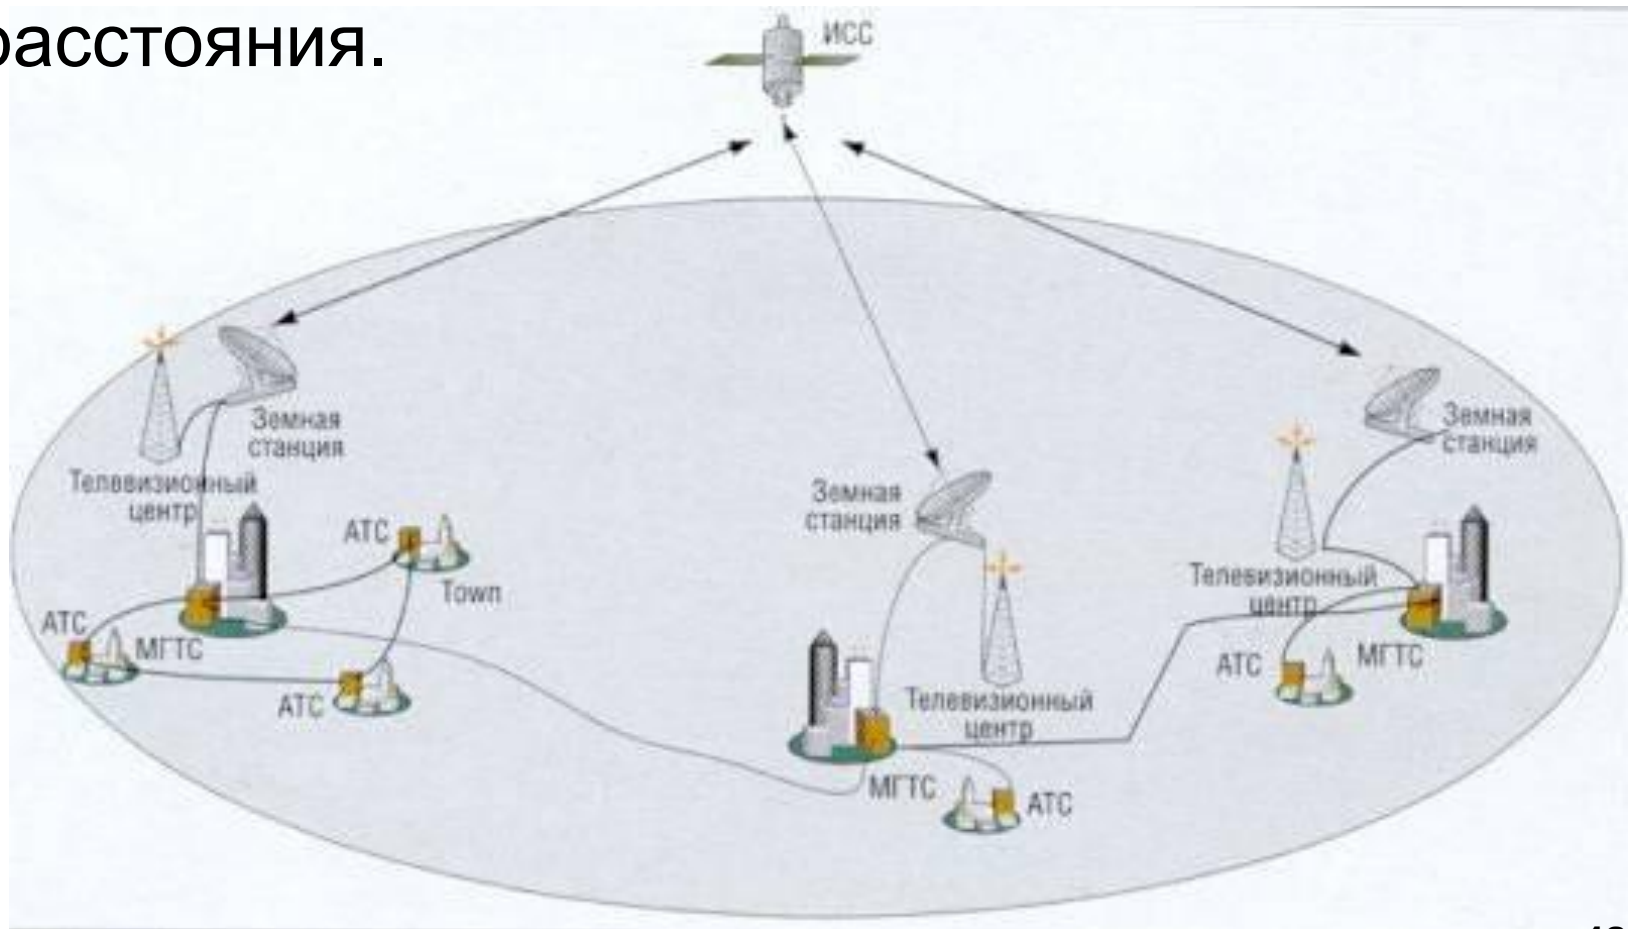 расстояния.
ИСС
Земная
станция
Телевизионный
центр
АТС
Town
АТС
МГТС
АТС
Земная
станция
Телевизионный
центр
МГТС
АТС
Земная
станция
Телевизионный
центр
АТС
МГТС